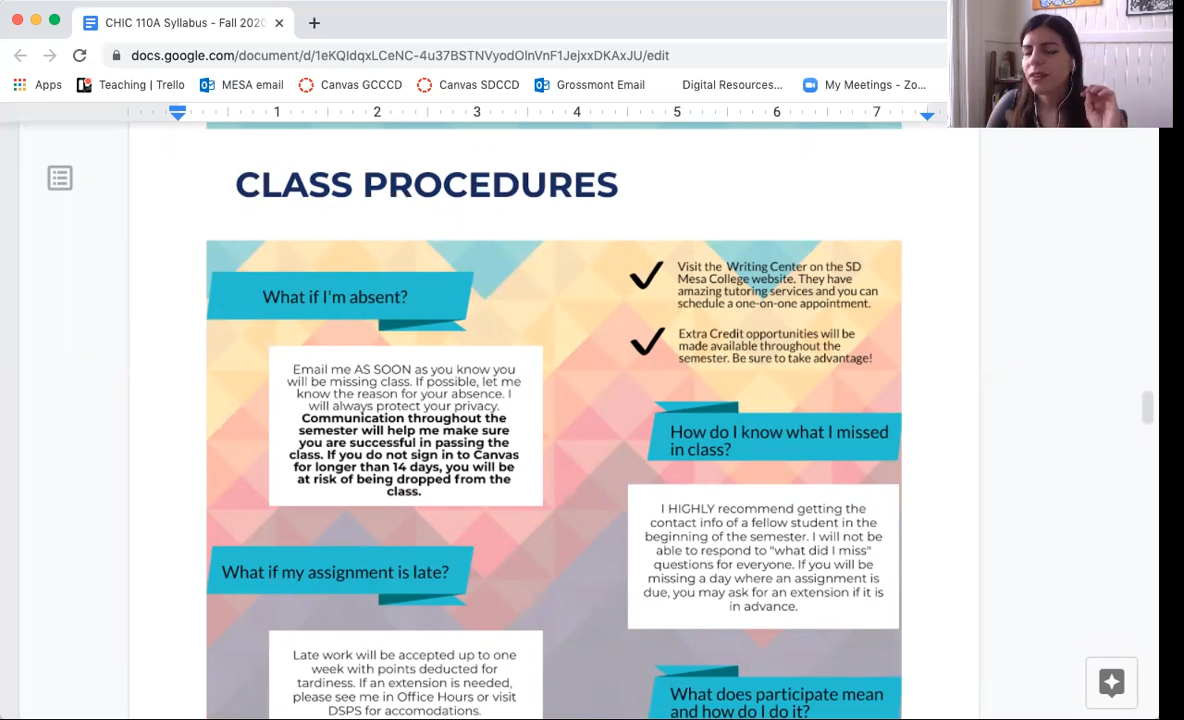 CHIC 110A Syllabus - Fall 2020
docs.google.com/document/d/1eKQIdqxLCeNC-4u37BSTNVyodOlnVnF1JejxxDKAxJU/edit
Apps
Teaching | Trello
MESA email
Canvas GCCCD
Canvas SDCCD
Grossmont Email
Digital Resources...
My Meetings - Zo...
1 2 3 4 5 6 7
CLASS PROCEDURES
What if I'm absent?
Email me AS SOON as you know you
will be missing class. If possible, let me
know the reason for your absence. I
will always protect your privacy.
Communication throughout the
semester will help me make sure
you are successful in passing the
class. If you do not sign in to Canvas
for longer than 14 days, you will be
at risk of being dropped from the
class.
What if my assignment is late?
Late work will be accepted up to one
week with points deducted for
tardiness. If an extension is needed,
please see me in Office Hours or visit
DSPS for accomodations.
Visit the Writing Center on the SD
Mesa College website. They have
amazing tutoring services and you can
schedule a one-on-one appointment.
Extra Credit opportunities will be
made available throughout the
semester. Be sure to take advantage!
How do I know what I missed
in class?
I HIGHLY recommend getting the
contact info of a fellow student in the
beginning of the semester. I will not be
able to respond to "what did I miss"
questions for everyone. If you will be
missing a day where an assignment is
due, you may ask for an extension if it is
in advance.
What does participate mean
and how do I do it?